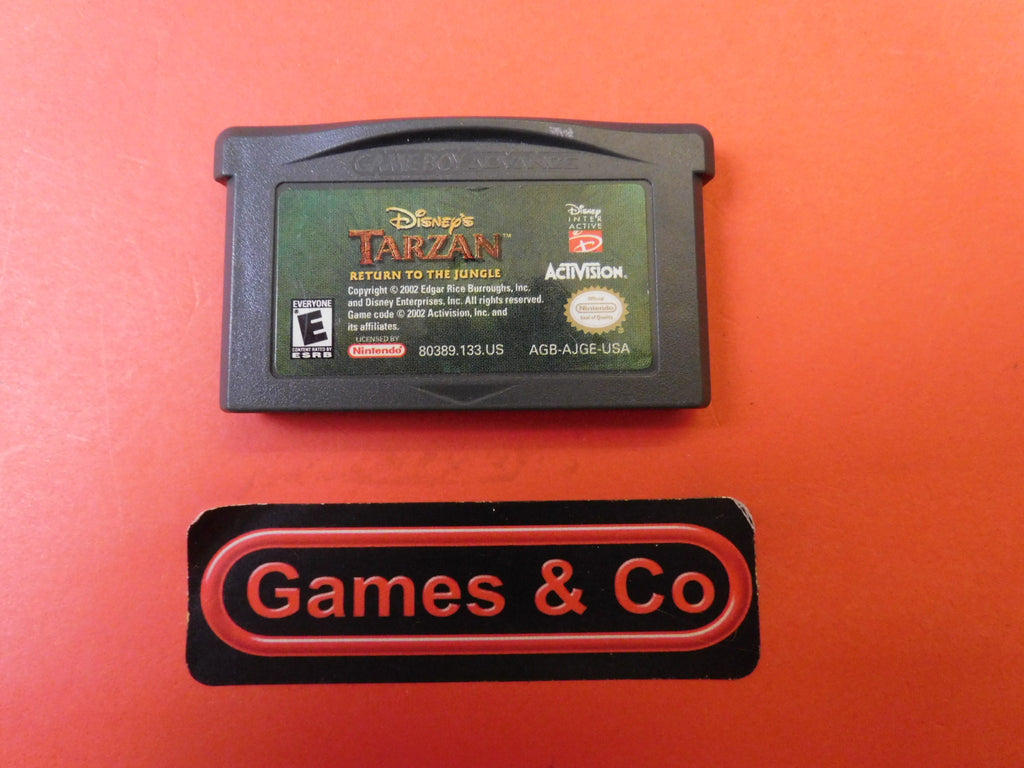 GAME BOY ADVANCE
Disney's
TARZAN™
RETURN TO THE JUNGLE
Copyright © 2002 Edgar Rice Burroughs, Inc.
and Disney Enterprises, Inc. All rights reserved.
Game code © 2002 Activision, Inc. and
its affiliates.
EVERYONE
E
CONTENT RATED BY
ESRB
LICENSED BY
Nintendo
80389.133.US
AGB-AJGE-USA
Disney
INTER
ACTIVE
ACTIVISION.
Official
Nintendo
Seal of Quality
Games & Co